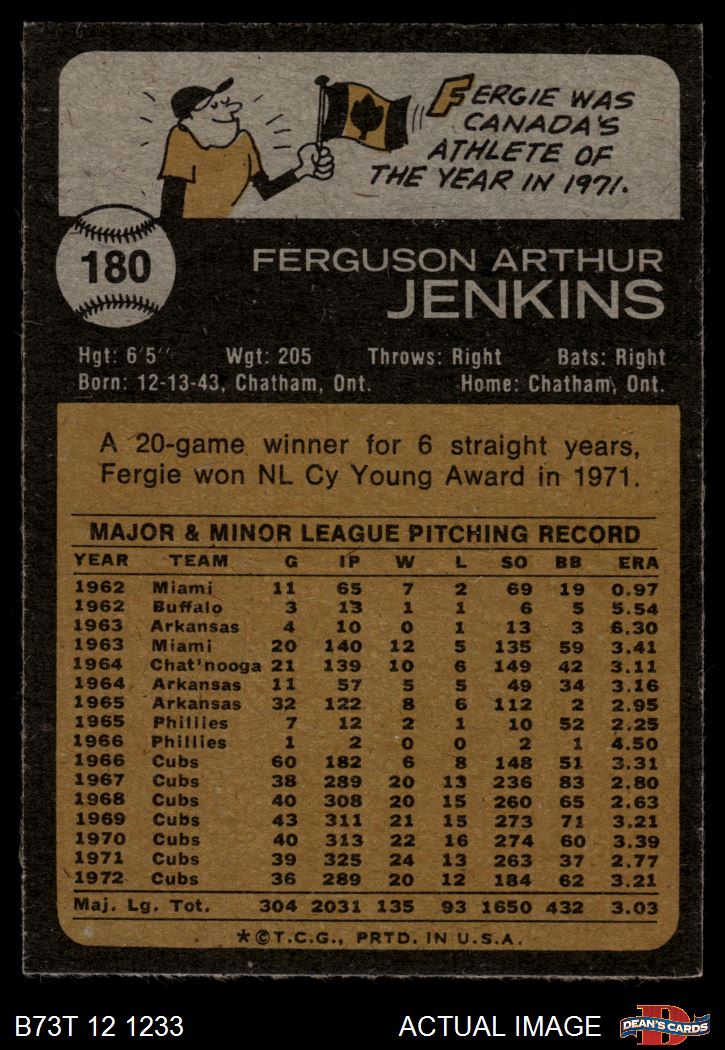 FERGIE WAS
CANADA'S
ATHLETE OF
THE YEAR IN 1971.
180
FERGUSON ARTHUR
JENKINS
Hgt: 6'5" Wgt: 205 Throws: Right Bats: Right
Born: 12-13-43, Chatham, Ont. Home: Chatham, Ont.
A 20-game winner for 6 straight years,
Fergie won NL Cy Young Award in 1971.
MAJOR & MINOR LEAGUE PITCHING RECORD
YEAR TEAM G IP W L SO BB ERA
1962 Miami 11 65 7 2 69 19 0.97
1962 Buffalo 3 13 1 1 6 5 5.54
1963 Arkansas 4 10 0 1 13 3 6.30
1963 Miami 20 140 12 5 135 59 3.41
1964 Chat'nooga 21 139 10 6 149 42 3.11
1964 Arkansas 11 57 5 5 49 34 3.16
1965 Arkansas 32 122 8 6 112 2 2.95
1965 Phillies 7 12 2 1 10 52 2.25
1966 Phillies 1 2 0 0 2 1 4.50
1966 Cubs 60 182 6 8 148 51 3.31
1967 Cubs 38 289 20 13 236 83 2.80
1968 Cubs 40 308 20 15 260 65 2.63
1969 Cubs 43 311 21 15 273 71 3.21
1970 Cubs 40 313 22 16 274 60 3.39
1971 Cubs 39 325 24 13 263 37 2.77
1972 Cubs 36 289 20 12 184 62 3.21
Maj. Lg. Tot. 304 2031 135 93 1650 432 3.03
*©T.C.G., PRTD. IN U.S.A.
B73T 12 1233 ACTUAL IMAGE DEAN'S CARDS